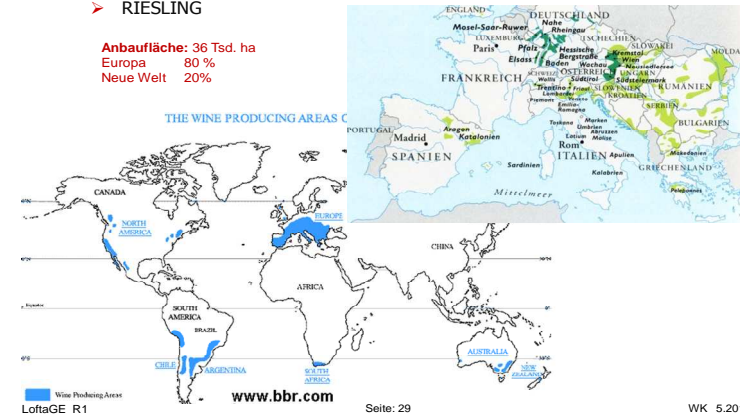 ➢ RIESLING
Anbaufläche: 36 Tsd. ha
Europa 80 %
Neue Welt 20%
THE WINE PRODUCING AREAS O
CANADA
NORTH AMERICA
EUROPE
CHINA
AFRICA
SOUTH AMERICA
BRAZIL
CHILE
ARGENTINA
SOUTH AFRICA
AUSTRALIA
NEW ZEALAND
Wine Producing Areas
www.bbr.com
ENGLAND
DEUTSCHLAND
Mosel-Saar-Ruwer
Nahe
Rheingau
LUXEMBURG
TSCHECHIEN
Paris
Pfalz
Hessische Bergstraße
SLOWAKEI
MOLDA
Elsass
Baden
Wachau
Kremstal
Wien
Neusiedlersee
FRANKREICH
SCHWEIZ
Wallis
ÖSTERREICH
UNGARN
Südtirol
Südsteiermark
Trentino
Friaul
SLOWENIEN
RUMÄNIEN
Lombardei
Veneto
KROATIEN
Piemont
Emilia-Romagna
SERBIEN
PORTUGAL
Madrid
Aragon
Katalonien
SPANIEN
Toskana
Marken
Umbrien
Abruzzen
Latium
Molise
BULGARIEN
Rom
ITALIEN
Apulien
Makedonien
Sardinien
Kalabrien
GRIECHENLAND
Mittelmeer
Peloponnes
LoftaGE R1
Seite: 29
WK 5.20